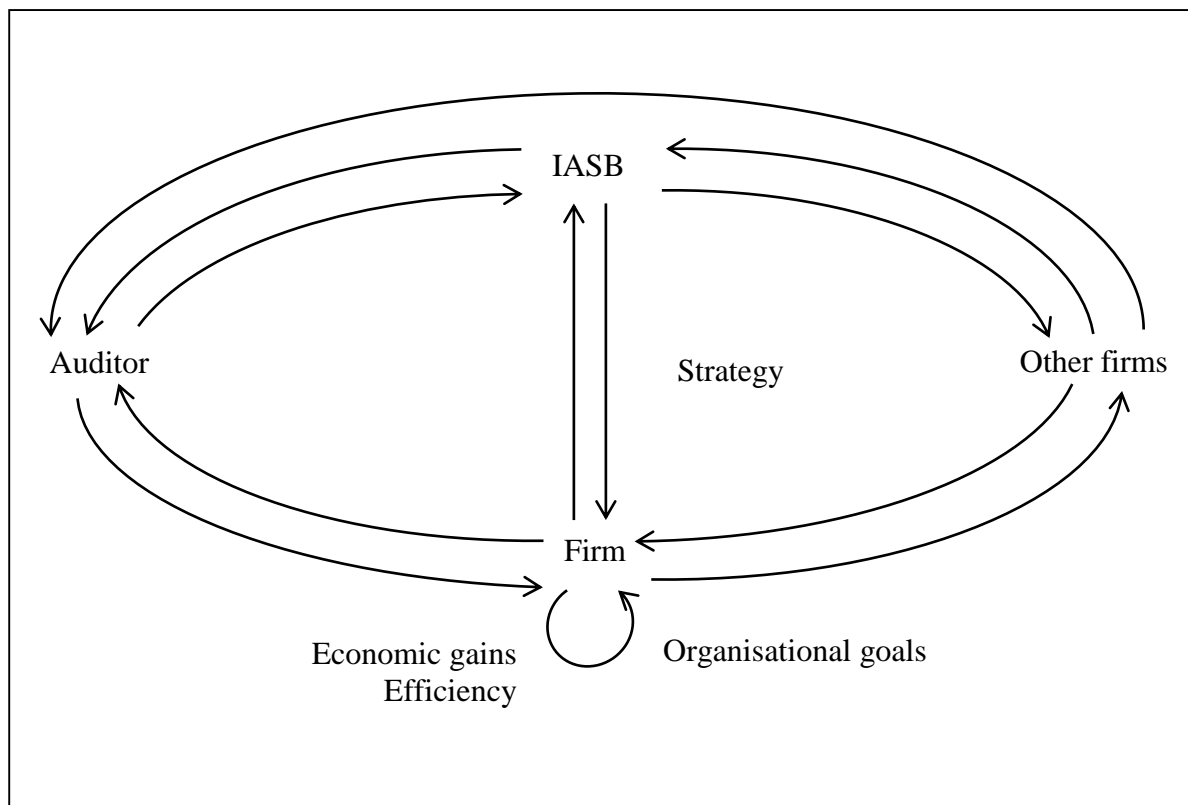 IASB
Auditor
Strategy
Other firms
Firm
Economic gains
Efficiency
Organisational goals